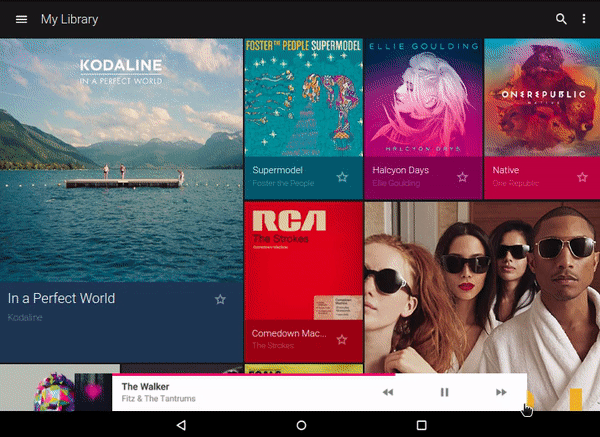 My Library
KODALINE
IN A PERFECT WORLD
FOSTER THE PEOPLE SUPERMODEL
ELLIE GOULDING
HALCYON DAYS
ONEREPUBLIC
NATIVE
Supermodel
Foster the People
Halcyon Days
Ellie Goulding
Native
One Republic
RCA
The Strokes
Comedown Machine
In a Perfect World
Kodaline
Comedown Mac...
The Strokes
The Walker
Fitz & The Tantrums